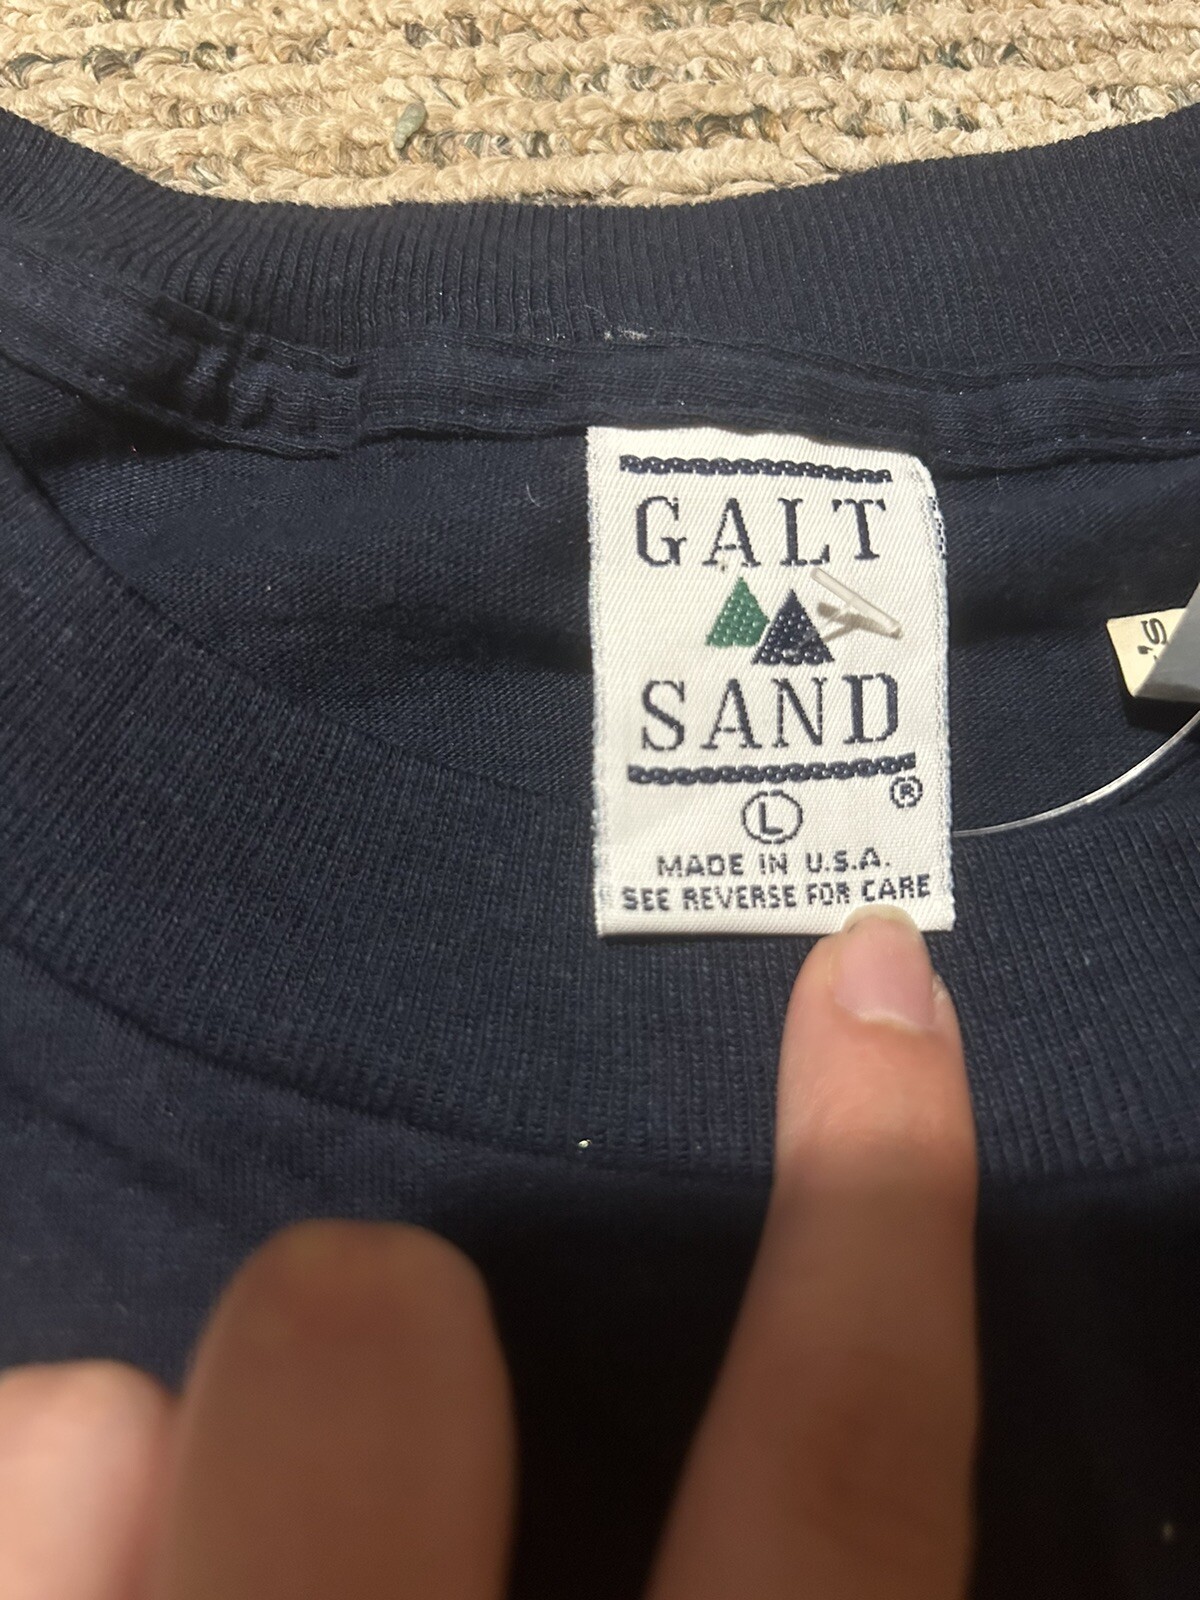 GALT
SAND
®
L
MADE IN U.S.A.
SEE REVERSE FOR CARE
's